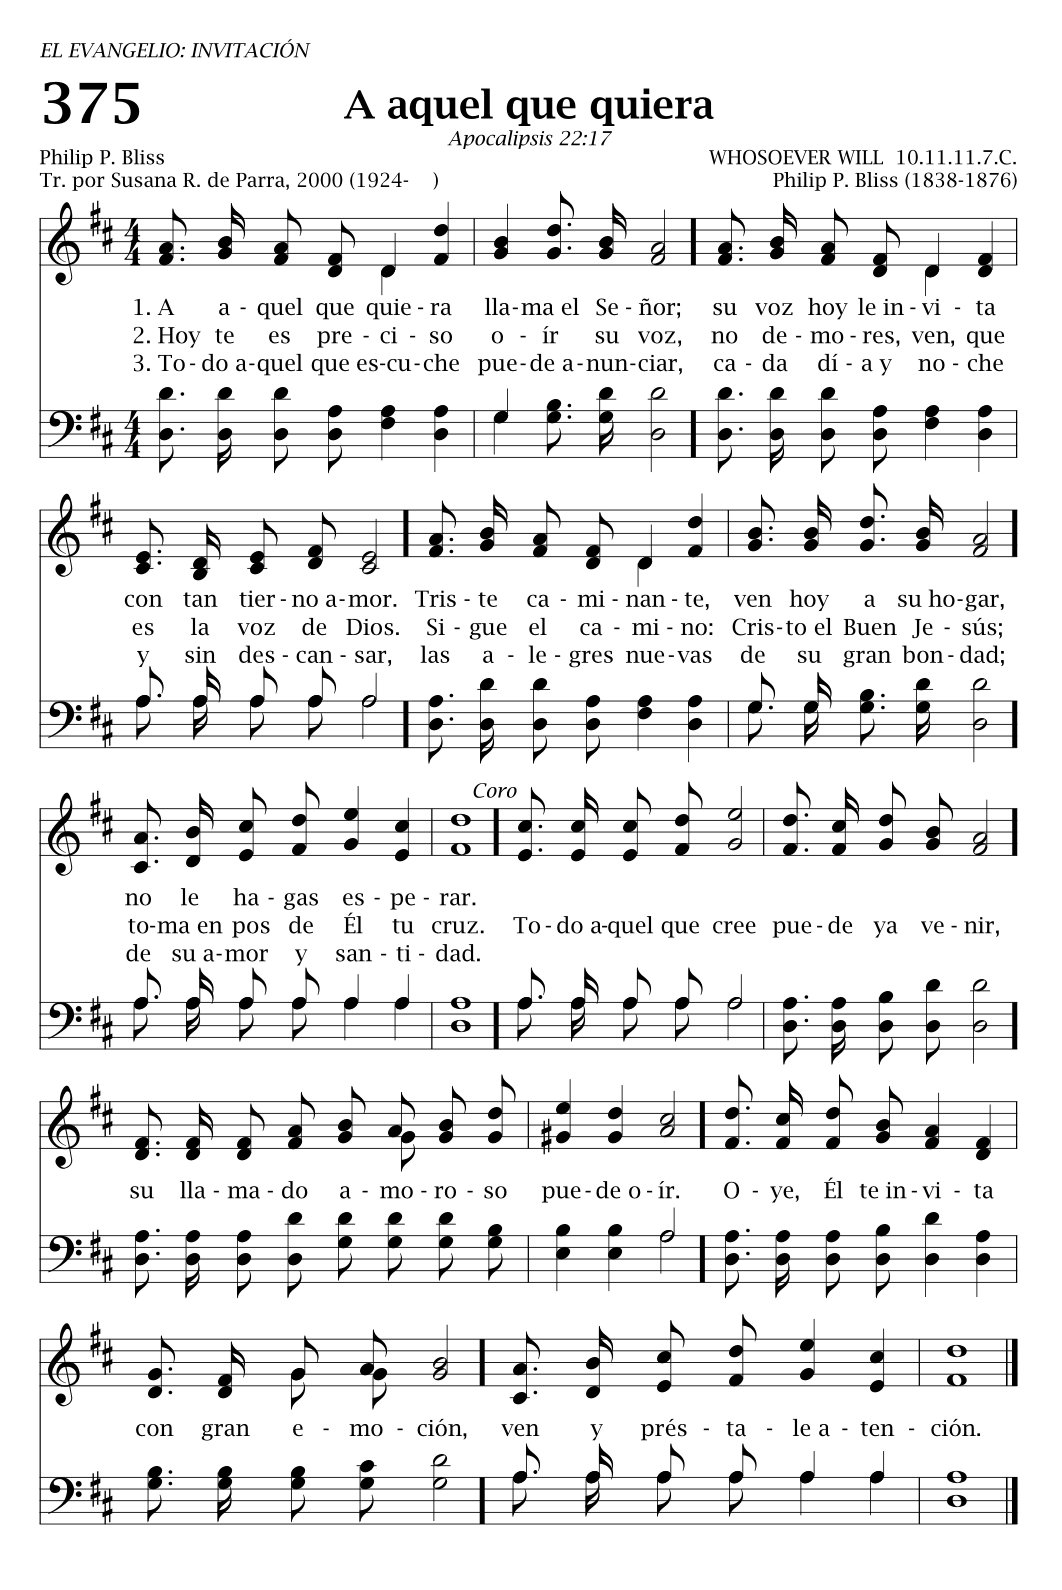 EL EVANGELIO: INVITACIÓN
375
A aquel que quiera
Apocalipsis 22:17
Philip P. Bliss
WHOSOEVER WILL 10.11.11.7.C.
Tr. por Susana R. de Parra, 2000 (1924- )
Philip P. Bliss (1838-1876)
1. A a - quel que quie - ra lla - ma el Se - ñor; su voz hoy le in - vi - ta
2. Hoy te es pre - ci - so o - ír su voz, no de - mo - res, ven, que
3. To - do a - quel que es - cu - che pue - de a - nun - ciar, ca - da dí - a y no - che
con tan tier - no a - mor. Tris - te ca - mi - nan - te, ven hoy a su ho - gar,
es la voz de Dios. Si - gue el ca - mi - no: Cris - to el Buen Je - sús;
y sin des - can - sar, las a - le - gres nue - vas de su gran bon - dad;
Coro
no le ha - gas es - pe - rar.
to - ma en pos de Él tu cruz. To - do a - quel que cree pue - de ya ve - nir,
de su a - mor y san - ti - dad.
su lla - ma - do a - mo - ro - so pue - de o - ír. O - ye, Él te in - vi - ta
con gran e - mo - ción, ven y prés - ta - le a - ten - ción.